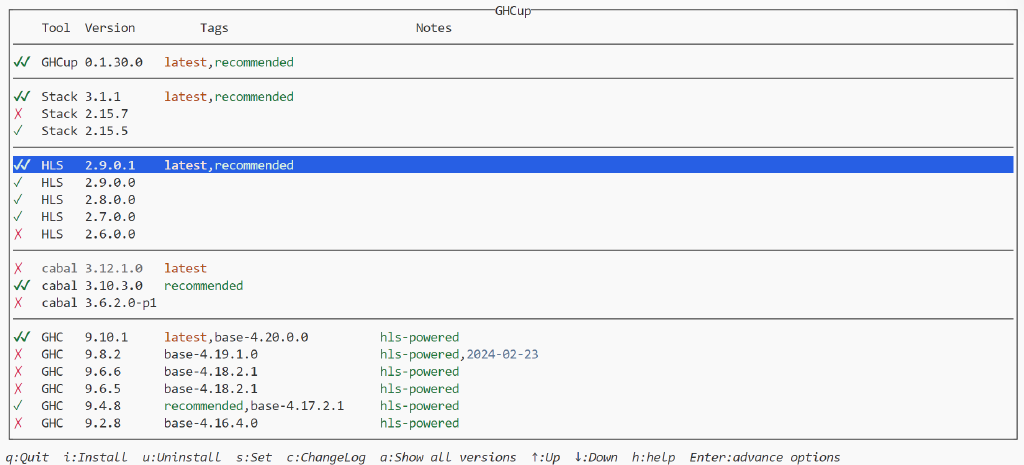 GHCup
Tool Version Tags Notes
✓✓ GHCup 0.1.30.0 latest,recommended
✓✓ Stack 3.1.1 latest,recommended
✗ Stack 2.15.7
✓ Stack 2.15.5
✓✓ HLS 2.9.0.1 latest,recommended
✓ HLS 2.9.0.0
✓ HLS 2.8.0.0
✓ HLS 2.7.0.0
✗ HLS 2.6.0.0
✗ cabal 3.12.1.0 latest
✓✓ cabal 3.10.3.0 recommended
✗ cabal 3.6.2.0-p1
✓✓ GHC 9.10.1 latest,base-4.20.0.0 hls-powered
✗ GHC 9.8.2 base-4.19.1.0 hls-powered,2024-02-23
✗ GHC 9.6.6 base-4.18.2.1 hls-powered
✗ GHC 9.6.5 base-4.18.2.1 hls-powered
✓ GHC 9.4.8 recommended,base-4.17.2.1 hls-powered
✗ GHC 9.2.8 base-4.16.4.0 hls-powered
q:Quit i:Install u:Uninstall s:Set c:ChangeLog a:Show all versions ↑:Up ↓:Down h:help Enter:advance options